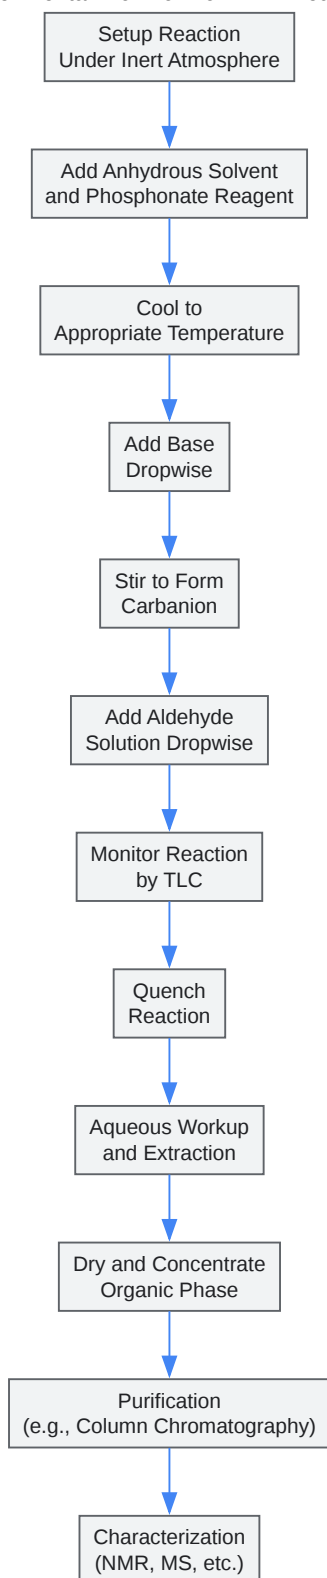 Setup Reaction
Under Inert Atmosphere
Add Anhydrous Solvent
and Phosphonate Reagent
Cool to
Appropriate Temperature
Add Base
Dropwise
Stir to Form
Carbanion
Add Aldehyde
Solution Dropwise
Monitor Reaction
by TLC
Quench
Reaction
Aqueous Workup
and Extraction
Dry and Concentrate
Organic Phase
Purification
(e.g., Column Chromatography)
Characterization
(NMR, MS, etc.)